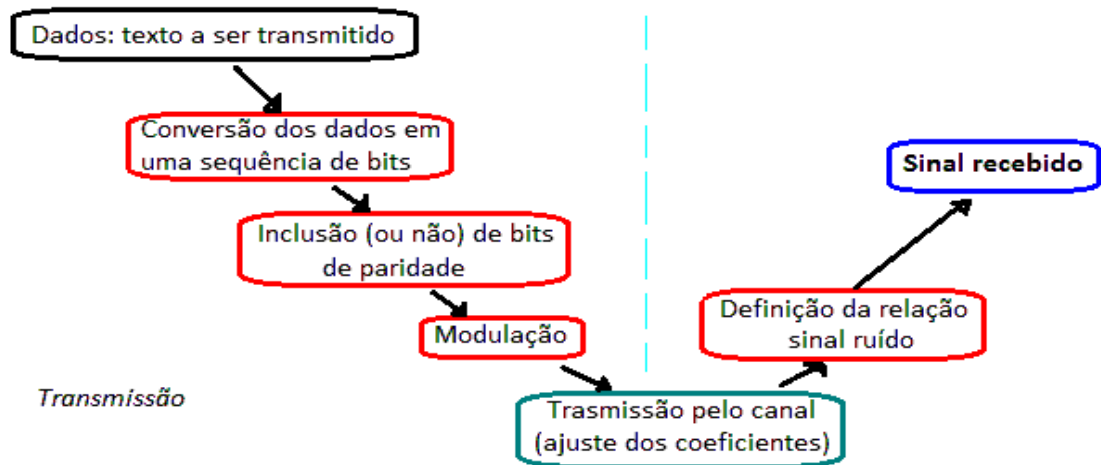 Dados: texto a ser transmitido
Conversão dos dados em
uma sequência de bits
Inclusão (ou não) de bits
de paridade
Modulação
Trasmissão pelo canal
(ajuste dos coeficientes)
Definição da relação
sinal ruído
Sinal recebido
Transmissão